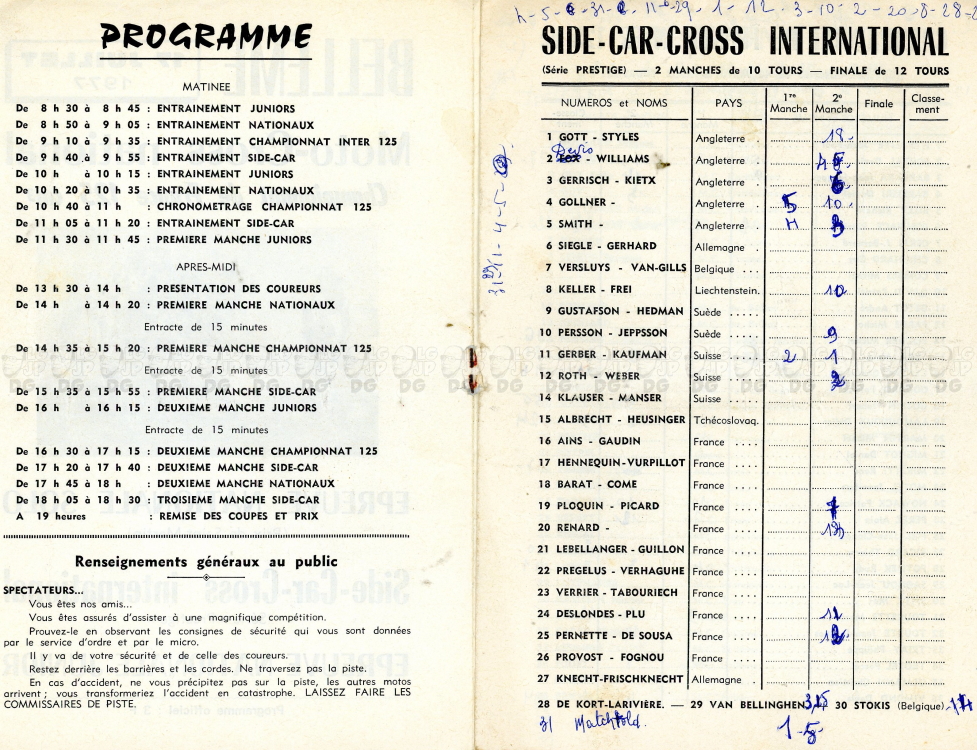 PROGRAMME
MATINEE
De 8 h 30 à 8 h 45 : ENTRAINEMENT JUNIORS
De 8 h 50 à 9 h 05 : ENTRAINEMENT NATIONAUX
De 9 h 10 à 9 h 35 : ENTRAINEMENT CHAMPIONNAT INTER 125
De 9 h 40 à 9 h 55 : ENTRAINEMENT SIDE-CAR
De 10 h à 10 h 15 : ENTRAINEMENT JUNIORS
De 10 h 20 à 10 h 35 : ENTRAINEMENT NATIONAUX
De 10 h 40 à 11 h : CHRONOMETRAGE CHAMPIONNAT 125
De 11 h 05 à 11 h 20 : ENTRAINEMENT SIDE-CAR
De 11 h 30 à 11 h 45 : PREMIERE MANCHE JUNIORS
APRES-MIDI
De 13 h 30 à 14 h : PRESENTATION DES COUREURS
De 14 h à 14 h 20 : PREMIERE MANCHE NATIONAUX
Entracte de 15 minutes
De 14 h 35 à 15 h 20 : PREMIERE MANCHE CHAMPIONNAT 125
Entracte de 15 minutes
De 15 h 35 à 15 h 55 : PREMIERE MANCHE SIDE-CAR
De 16 h à 16 h 20 : DEUXIEME MANCHE JUNIORS
Entracte de 15 minutes
De 16 h 30 à 17 h 15 : DEUXIEME MANCHE CHAMPIONNAT 125
De 17 h 20 à 17 h 40 : DEUXIEME MANCHE SIDE-CAR
De 17 h 45 à 18 h : DEUXIEME MANCHE NATIONAUX
De 18 h 05 à 18 h 30 : TROISIEME MANCHE SIDE-CAR
A 19 heures : REMISE DES COUPES ET PRIX
Renseignements généraux au public
SPECTATEURS...
Vous êtes nos amis...
Vous êtes assurés d'assister à une magnifique compétition.
Prouvez-le en observant les consignes de sécurité qui vous sont données
par le service d'ordre et par le micro.
Il y va de votre sécurité et de celle des coureurs.
Restez derrière les barrières et les cordes. Ne traversez pas la piste.
En cas d'accident, ne vous précipitez pas sur la piste, les autres motos
arrivent ; vous transformeriez l'accident en catastrophe. LAISSEZ FAIRE LES
COMMISSAIRES DE PISTE.
SIDE-CAR-CROSS INTERNATIONAL
(Série PRESTIGE) — 2 MANCHES de 10 TOURS — FINALE de 12 TOURS
NUMEROS et NOMS PAYS 1re Manche 2e Manche Finale Classe-ment
1 GOTT - STYLES Angleterre 18
2 - WILLIAMS Angleterre
3 GERRISCH - KIETX Angleterre 6
4 GOLLNER - Angleterre 5 10
5 SMITH - Angleterre
6 SIEGLE - GERHARD Allemagne
7 VERSLUYS - VAN-GILLS Belgique
8 KELLER - FREI Liechtenstein. 10
9 GUSTAFSON - HEDMAN Suède
10 PERSSON - JEPPSSON Suède 9
11 GERBER - KAUFMAN Suisse 2 1
12 ROTH - WEBER Suisse
14 KLAUSER - MANSER Suisse
15 ALBRECHT - HEUSINGER Tchécoslovaq.
16 AINS - GAUDIN France
17 HENNEQUIN-VURPILLOT France
18 BARAT - COME France
19 PLOQUIN - PICARD France
20 RENARD - France
21 LEBELLANGER - GUILLON France
22 PREGELUS - VERHAGUHE France
23 VERRIER - TABOURIECH France
24 DESLONDES - PLU France
25 PERNETTE - DE SOUSA France
26 PROVOST - FOGNOU France
27 KNECHT-FRISCHKNECHT Allemagne
28 DE KORT-LARIVIÈRE. — 29 VAN BELLINGHEN 30 STOKIS (Belgique)
31
1-5